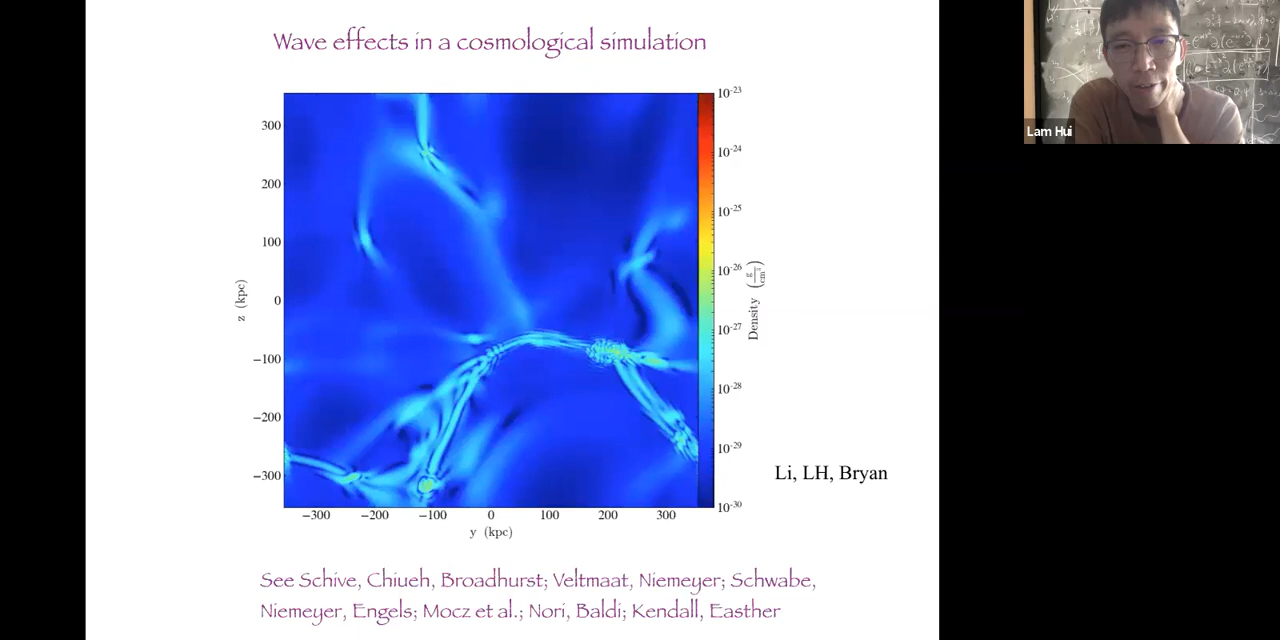 Wave effects in a cosmological simulation
10⁻²³
300
10⁻²⁴
200
10⁻²⁵
100
10⁻²⁶
z (kpc)
0
Density (g/cm³)
10⁻²⁷
−100
10⁻²⁸
−200
10⁻²⁹
−300
10⁻³⁰
−300 −200 −100 0 100 200 300
y (kpc)
Li, LH, Bryan
See Schive, Chiueh, Broadhurst; Veltmaat, Niemeyer; Schwabe,
Niemeyer, Engels; Mocz et al.; Nori, Baldi; Kendall, Easther
Lam Hui